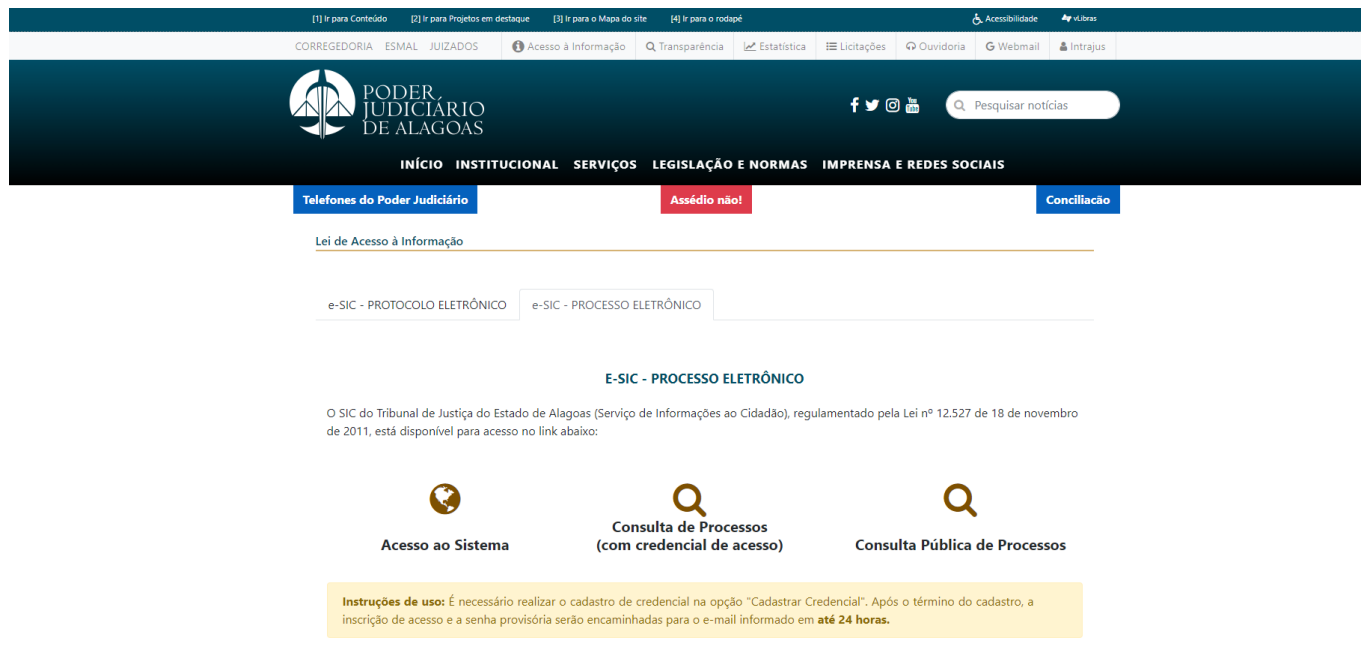 [1] Ir para Conteúdo [2] Ir para Projetos em destaque [3] Ir para o Mapa do site [4] Ir para o rodapé Acessibilidade vLibras
CORREGEDORIA ESMAL JUIZADOS Acesso à Informação Transparência Estatística Licitações Ouvidoria Webmail Intrajus
PODER
JUDICIÁRIO
DE ALAGOAS
Pesquisar notícias
INÍCIO INSTITUCIONAL SERVIÇOS LEGISLAÇÃO E NORMAS IMPRENSA E REDES SOCIAIS
Telefones do Poder Judiciário Assédio não! Conciliacão
Lei de Acesso à Informação
e-SIC - PROTOCOLO ELETRÔNICO e-SIC - PROCESSO ELETRÔNICO
E-SIC - PROCESSO ELETRÔNICO
O SIC do Tribunal de Justiça do Estado de Alagoas (Serviço de Informações ao Cidadão), regulamentado pela Lei nº 12.527 de 18 de novembro
de 2011, está disponível para acesso no link abaixo:
Acesso ao Sistema
Consulta de Processos
(com credencial de acesso)
Consulta Pública de Processos
Instruções de uso: É necessário realizar o cadastro de credencial na opção "Cadastrar Credencial". Após o término do cadastro, a
inscrição de acesso e a senha provisória serão encaminhadas para o e-mail informado em até 24 horas.